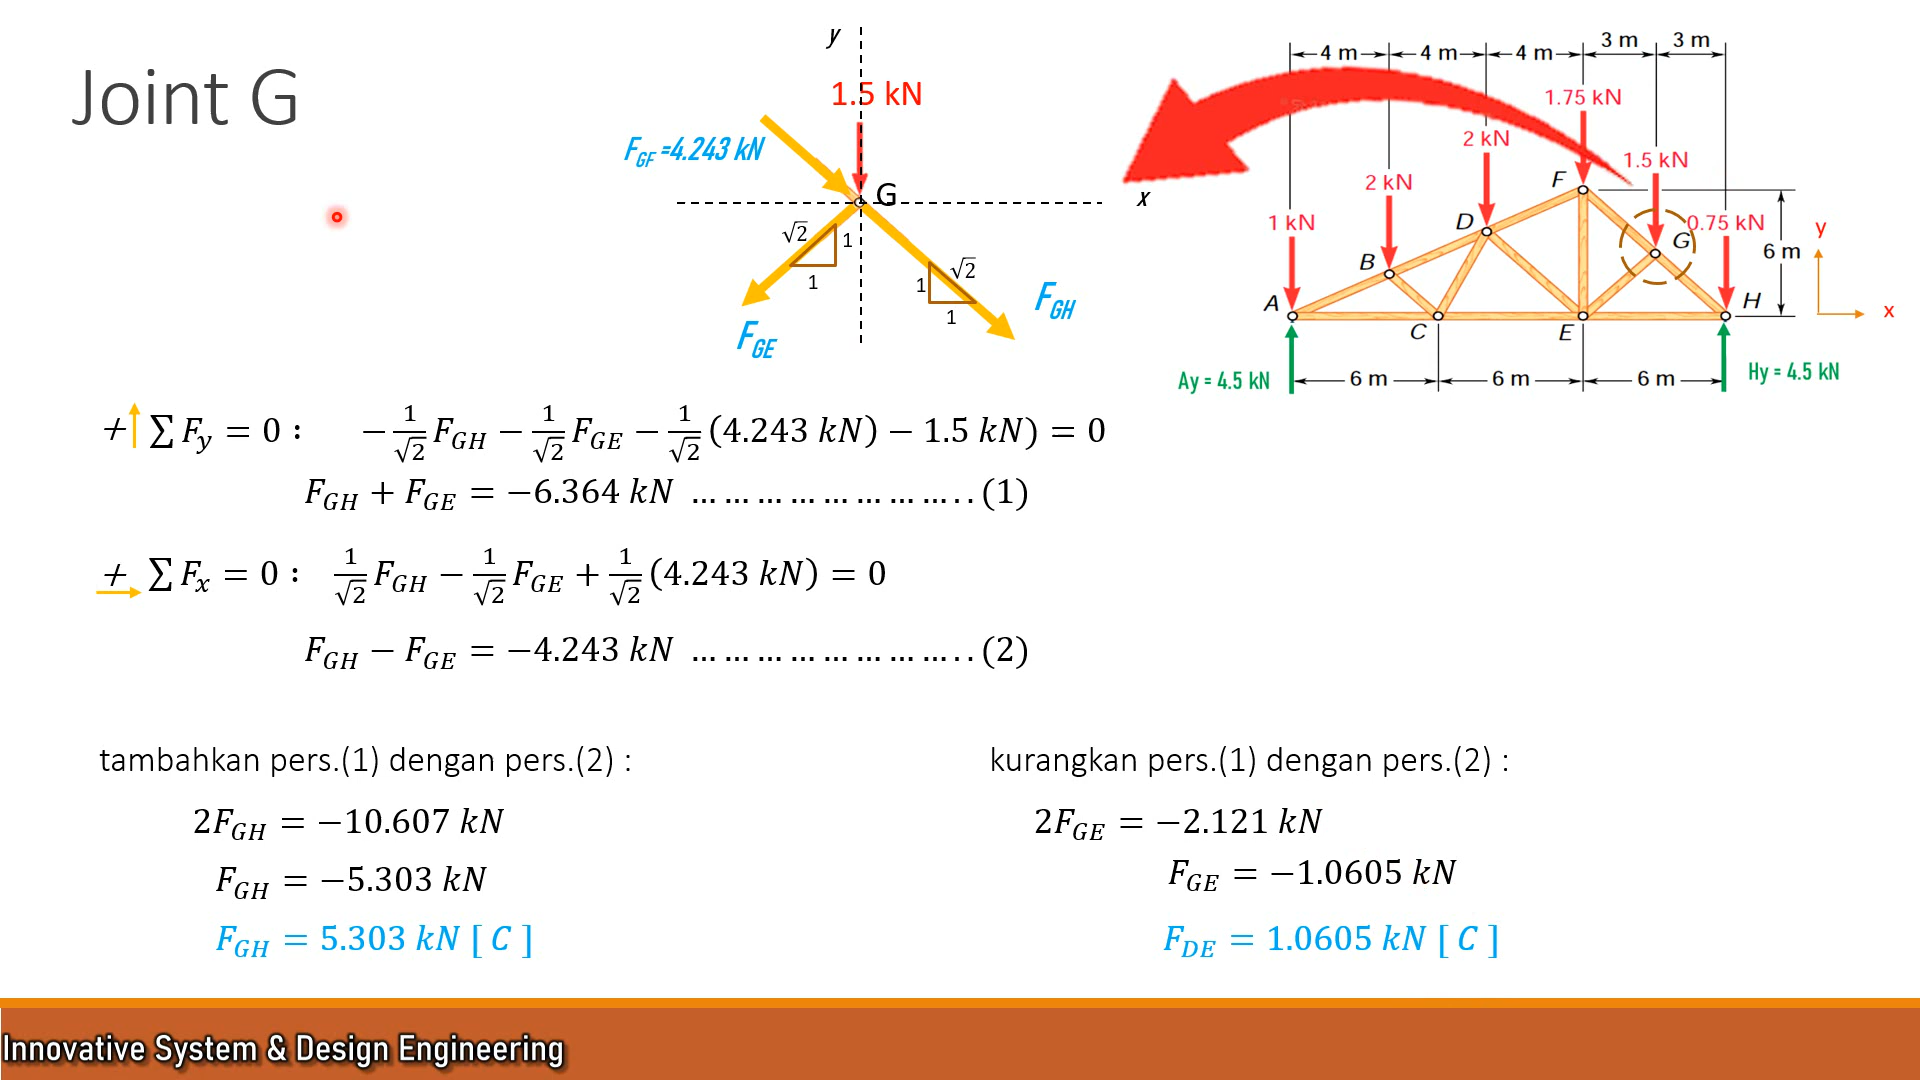 Joint G
y
1.5 kN
F_GF =4.243 kN
G
x
√2
1
1
√2
1
1
F_GE
F_GH
4 m
4 m
4 m
3 m
3 m
1.75 kN
2 kN
1.5 kN
2 kN
1 kN
0.75 kN
F
D
G
B
A
H
C
E
6 m
y
x
Ay = 4.5 kN
6 m
6 m
6 m
Hy = 4.5 kN
+ ∑ F_y = 0 : −1/√2 F_GH − 1/√2 F_GE − 1/√2 (4.243 kN) − 1.5 kN) = 0
F_GH + F_GE = −6.364 kN ... ... ... ... ... ... ... ... . . (1)
+ ∑ F_x = 0 : 1/√2 F_GH − 1/√2 F_GE + 1/√2 (4.243 kN) = 0
F_GH − F_GE = −4.243 kN ... ... ... ... ... ... ... ... . . (2)
tambahkan pers.(1) dengan pers.(2) :
2F_GH = −10.607 kN
F_GH = −5.303 kN
F_GH = 5.303 kN [ C ]
kurangkan pers.(1) dengan pers.(2) :
2F_GE = −2.121 kN
F_GE = −1.0605 kN
F_DE = 1.0605 kN [ C ]
Innovative System & Design Engineering